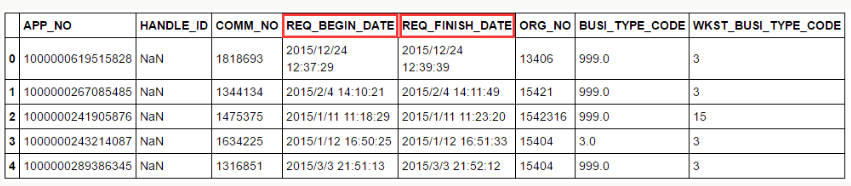 APP_NO HANDLE_ID COMM_NO REQ_BEGIN_DATE REQ_FINISH_DATE ORG_NO BUSI_TYPE_CODE WKST_BUSI_TYPE_CODE
0 1000000619515828 NaN 1818693 2015/12/24 12:37:29 2015/12/24 12:39:39 13406 999.0 3
1 1000000267085485 NaN 1344134 2015/2/4 14:10:21 2015/2/4 14:11:49 15421 999.0 3
2 1000000241905876 NaN 1475375 2015/1/11 11:18:29 2015/1/11 11:23:20 1542316 999.0 15
3 1000000243214087 NaN 1634225 2015/1/12 16:50:25 2015/1/12 16:51:33 15404 3.0 3
4 1000000289386345 NaN 1316851 2015/3/3 21:51:13 2015/3/3 21:52:12 15404 999.0 3